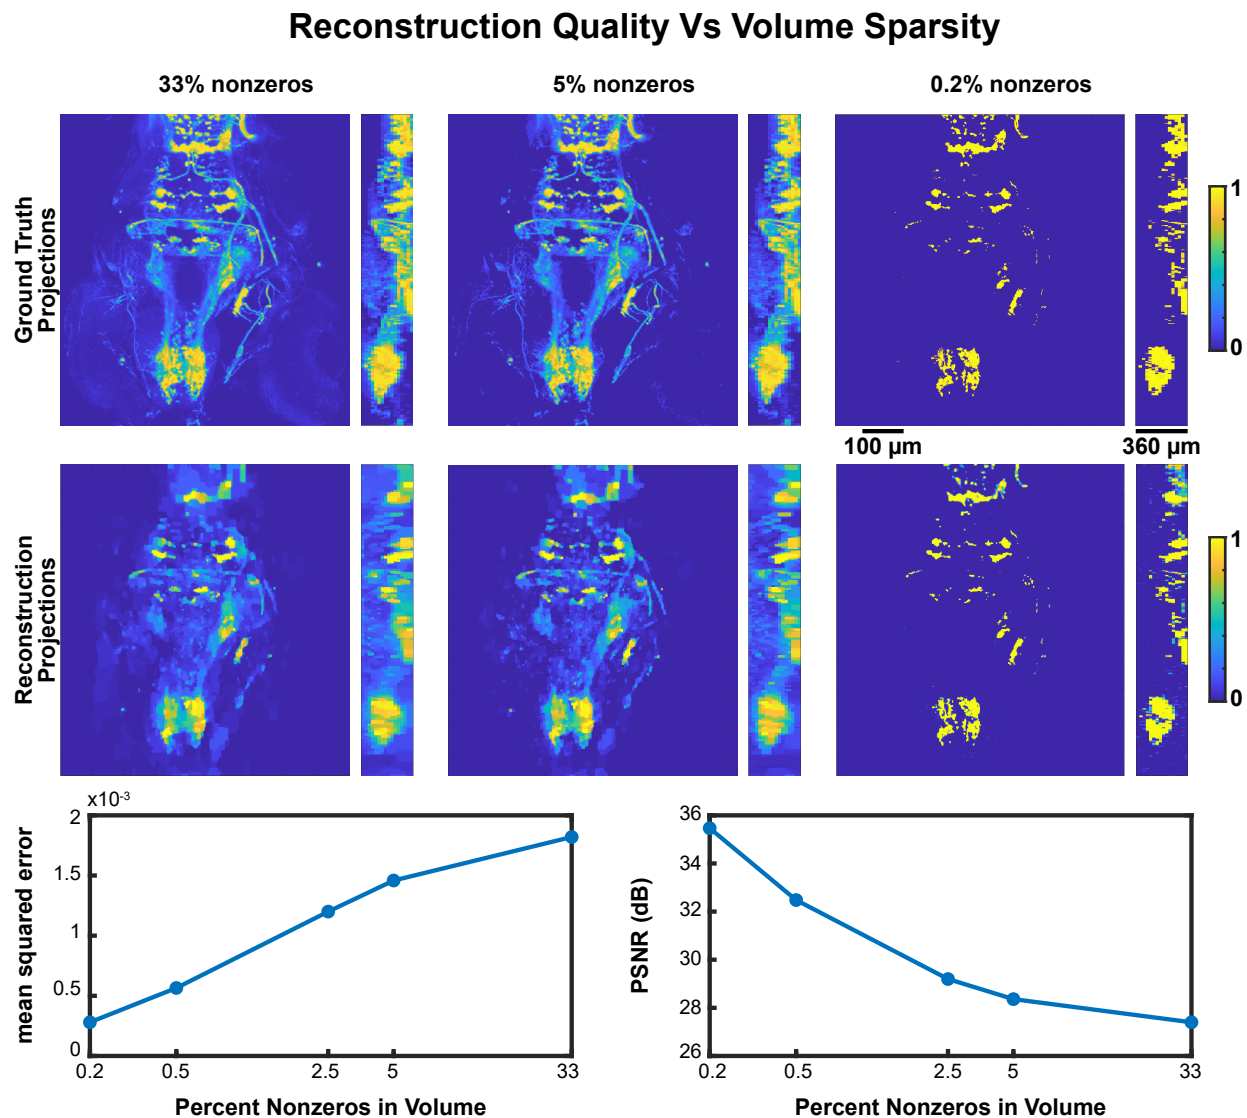 Reconstruction Quality Vs Volume Sparsity
33% nonzeros
5% nonzeros
0.2% nonzeros
Ground Truth
Projections
1
0
100 µm
360 µm
Reconstruction
Projections
1
0
x10-3
2
1.5
1
0.5
0
mean squared error
0.2
0.5
2.5
5
33
Percent Nonzeros in Volume
36
34
32
30
28
26
PSNR (dB)
0.2
0.5
2.5
5
33
Percent Nonzeros in Volume